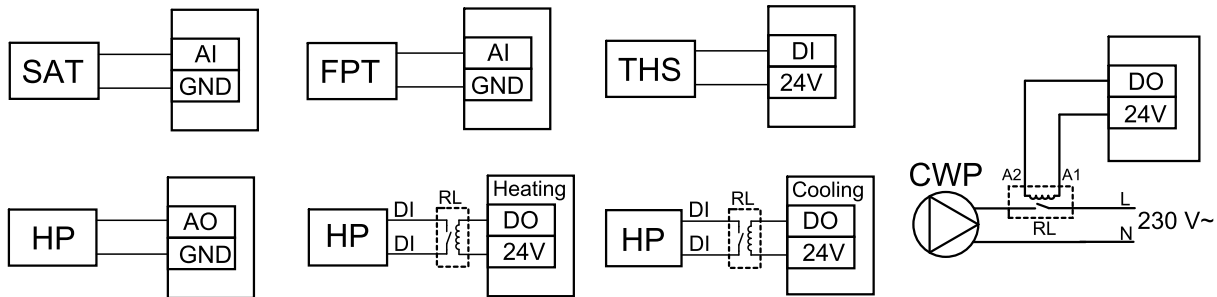 SAT AI
GND
FPT AI
GND
THS DI
24V
DO
24V
CWP A2 A1
L
RL
N 230 V~
HP AO
GND
HP DI
DI
RL
Heating
DO
24V
HP DI
DI
RL
Cooling
DO
24V